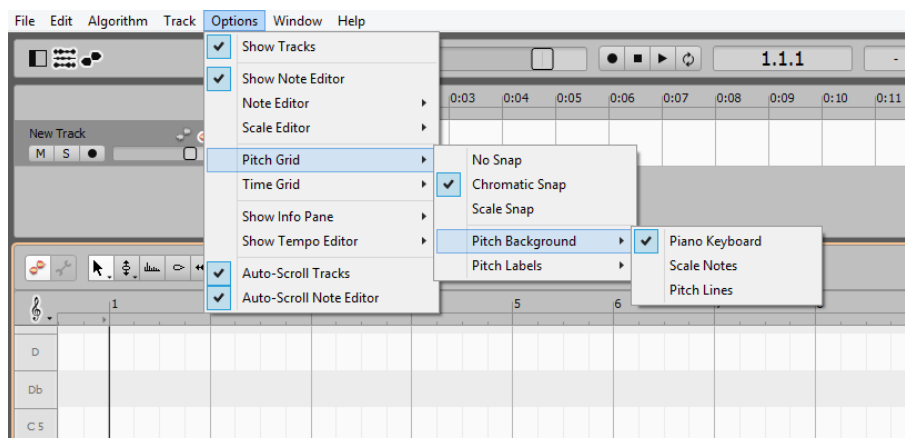 File Edit Algorithm Track Options Window Help
Show Tracks
1.1.1 -
Show Note Editor
Note Editor
0:03 0:04 0:05 0:06 0:07 0:08 0:09 0:10 0:11
Scale Editor
New Track
M S
Pitch Grid
No Snap
Time Grid
Chromatic Snap
Scale Snap
Show Info Pane
Show Tempo Editor
Pitch Background
Piano Keyboard
Pitch Labels
Scale Notes
Auto-Scroll Tracks
Pitch Lines
Auto-Scroll Note Editor
1 5 6
D
Db
C 5